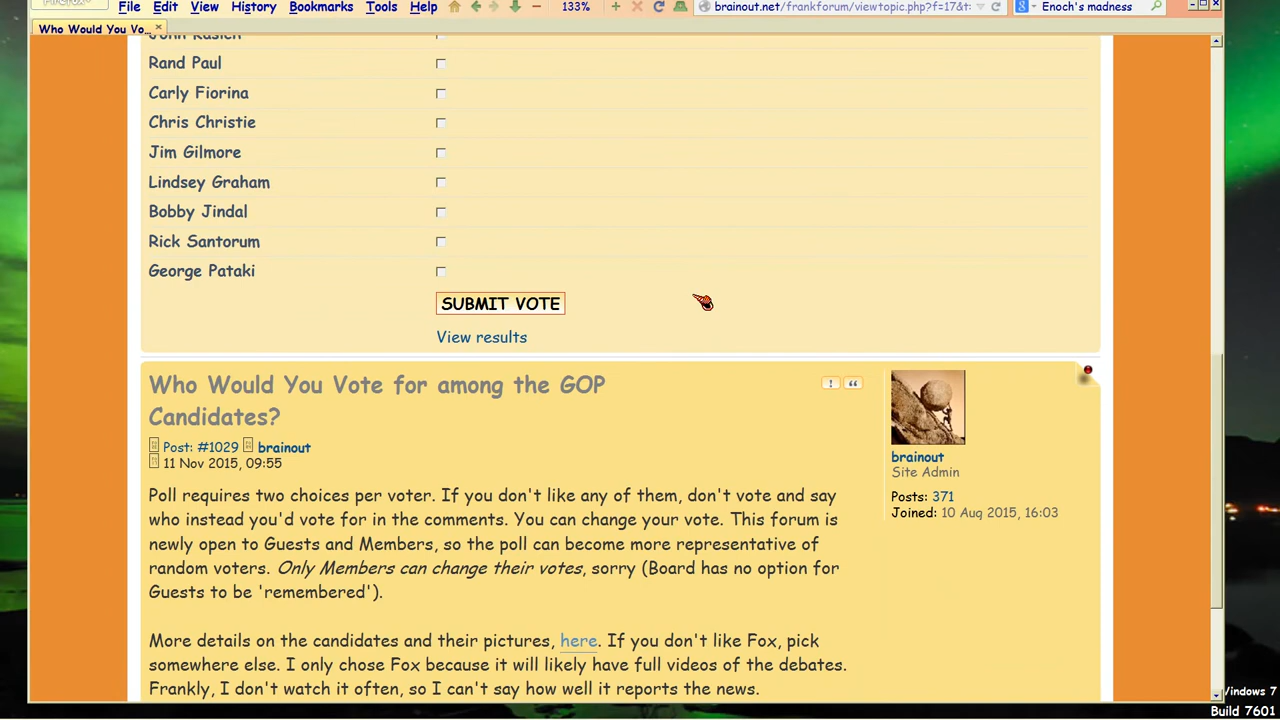 Firefox
File Edit View History Bookmarks Tools Help 133% brainout.net/frankforum/viewtopic.php?f=17&t: Enoch's madness
Who Would You Vo...
John Kasich
Rand Paul
Carly Fiorina
Chris Christie
Jim Gilmore
Lindsey Graham
Bobby Jindal
Rick Santorum
George Pataki
SUBMIT VOTE
View results
Who Would You Vote for among the GOP
Candidates?
Post: #1029 brainout
11 Nov 2015, 09:55
Poll requires two choices per voter. If you don't like any of them, don't vote and say
who instead you'd vote for in the comments. You can change your vote. This forum is
newly open to Guests and Members, so the poll can become more representative of
random voters. Only Members can change their votes, sorry (Board has no option for
Guests to be 'remembered').
More details on the candidates and their pictures, here. If you don't like Fox, pick
somewhere else. I only chose Fox because it will likely have full videos of the debates.
Frankly, I don't watch it often, so I can't say how well it reports the news.
brainout
Site Admin
Posts: 371
Joined: 10 Aug 2015, 16:03
Windows 7
Build 7601